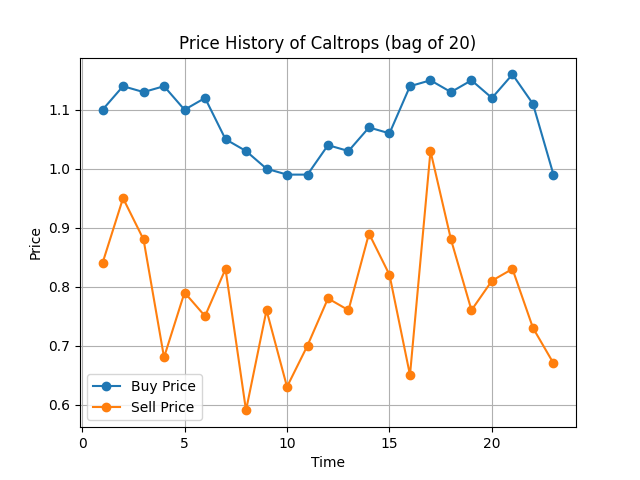 Price History of Caltrops (bag of 20)
Price
1.1
1.0
0.9
0.8
0.7
0.6
Buy Price
Sell Price
0 5 10 15 20
Time